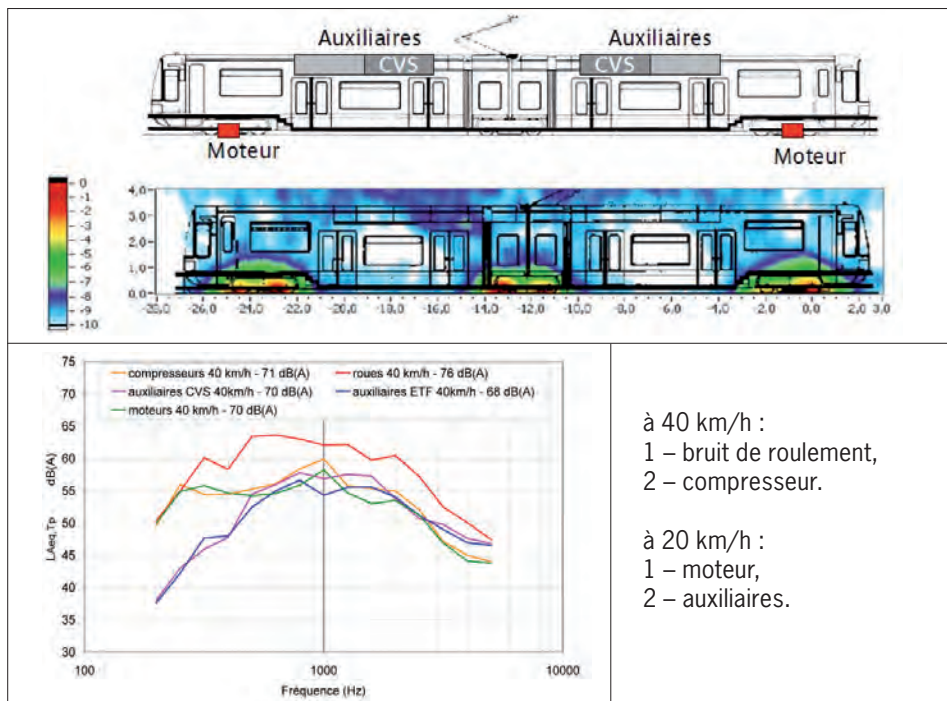 Auxiliaires Auxiliaires
CVS CVS
Moteur Moteur
0
-1
-2
-3
-4
-5
-6
-7
-8
-9
-10
4,0
3,0
2,0
1,0
0,0
-28,0 -26,0 -24,0 -22,0 -20,0 -18,0 -16,0 -14,0 -12,0 -10,0 -8,0 -6,0 -4,0 -2,0 0,0 2,0 3,0
75
70
65
60
55
50
45
40
35
30
LAeq,Tp dB(A)
compresseurs 40 km/h - 71 dB(A) roues 40 km/h - 76 dB(A)
auxiliaires CVS 40km/h - 70 dB(A) auxiliaires ETF 40km/h - 68 dB(A)
moteurs 40 km/h - 70 dB(A)
100 1000 10000
Fréquence (Hz)
à 40 km/h :
1 – bruit de roulement,
2 – compresseur.
à 20 km/h :
1 – moteur,
2 – auxiliaires.